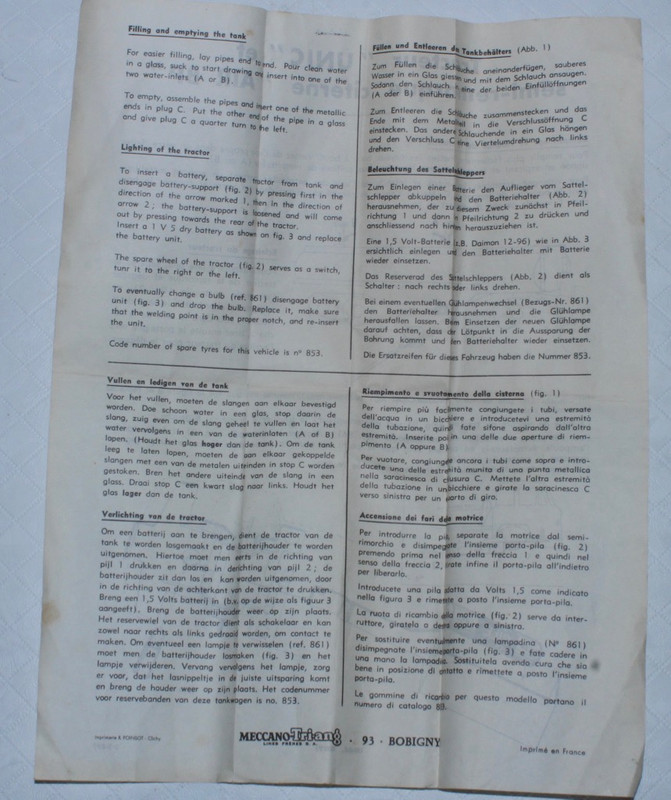 Filling and emptying the tank
For easier filling, lay pipes end to end. Pour clean water
in a glass, suck to start drawing and insert into one of the
two water-inlets (A or B).
To empty, assemble the pipes and insert one of the metallic
ends in plug C. Put the other end of the pipe in a glass
and give plug C a quarter turn to the left.
Lighting of the tractor
To insert a battery, separate tractor from tank and
disengage battery-support (fig. 2) by pressing first in the
direction of the arrow marked 1, then in the direction of
arrow 2 ; the battery-support is loosened and will come
out by pressing towards the rear of the tractor.
Insert a 1 V 5 dry battery as shown on fig. 3 and replace
the battery unit.
The spare wheel of the tractor (fig. 2) serves as a switch,
tunr it to the right or the left.
To eventually change a bulb (ref. 861) disengage battery
unit (fig. 3) and drop the bulb. Replace it, make sure
that the welding point is in the proper notch, and re-insert
the unit.
Code number of spare tyres for this vehicle is nº 853.
Füllen und Entleeren des Tankbehälters (Abb. 1)
Zum Füllen die Schläuche aneinanderfügen, sauberes
Wasser in ein Glas giessen und mit dem Schlauch ansaugen.
Sodann den Schlauch in eine der beiden Einfüllöffnungen
(A oder B) einführen.
Zum Entleeren die Schläuche zusammenstecken und das
Ende mit dem Metallteil in die Verschlussöffnung C
einstecken. Das andere Schlauchende in ein Glas hängen
und den Verschluss C eine Viertelumdrehung nach links
drehen.
Beleuchtung des Sattelschleppers
Zum Einlegen einer Batterie den Auflieger vom Sattel-
schlepper abkuppeln und den Batteriehalter (Abb. 2)
herausnehmen, der zu diesem Zweck zunächst in Pfeil-
richtung 1 und dann in Pfeilrichtung 2 zu drücken und
anschliessend nach hinten herauszuziehen ist.
Eine 1,5 Volt-Batterie (z.B. Daimon 12-96) wie in Abb. 3
ersichtlich einlegen und den Batteriehalter mit Batterie
wieder einsetzen.
Das Reserverad des Sattelschleppers (Abb. 2) dient als
Schalter : nach rechts oder links drehen.
Bei einem eventuellen Glühlampenwechsel (Bezugs-Nr. 861)
den Batteriehalter herausnehmen und die Glühlampe
herausfallen lassen. Beim Einsetzen der neuen Glühlampe
darauf achten, dass der Lötpunkt in die Aussparung der
Bohrung kommt und den Batteriehalter wieder einsetzen.
Die Ersatzreifen für dieses Fahrzeug haben die Nummer 853.
Vullen en ledigen van de tank
Voor het vullen, moeten de slangen aan elkaar bevestigd
worden. Doe schoon water in een glas, stop daarin de
slang, zuig even om de slang geheel te vullen en laat het
water vervolgens in een van de waterinlaten (A of B)
lopen. (Houdt het glas hoger dan de tank). Om de tank
leeg te laten lopen, moeten de aan elkaar gekoppelde
slangen met een van de metalen uiteinden in stop C worden
gestoken. Breng het andere uiteinde van de slang in een
glass. Draai stop C een kwart slag naar links. Houdt het
glas lager dan de tank.
Verlichting van de tractor
Om een batterij aan te brengen, dient de tractor van de
tank te worden losgemaakt en de batterijhouder te worden
uitgenomen. Hiertoe moet men eerts in de richting van
pijl 1 drukken en daarna in derichting van pijl 2 ; de
batterijhouder zit dan los en kan worden uitgenomen, door
in de richting van de achterkant van de tractor te drukken.
Breng een 1,5 Volts batterij in (b.v. op de wijze als figuur 3
aangeeft). Breng de batterijhouder weer op zijn plaats.
Het reservewiel van de tractor dient als schakelaar en kan
zowel naar rechts als links gedraaid worden, om contact te
maken. Om eventueel een lampje te verwisselen (ref. 861)
moet men de batterijhouder losmaken (fig. 3) en het
lampje verwijderen. Vervang vervolgens het lampje, zorg
er voor, dat het lasnippeltje in de juiste uitsparing komt
en breng de houder weer op zijn plaats. Het codenummer
voor reservebanden van deze tankwagen is no. 853.
Riempimento e svuotamento della cisterna (fig. 1)
Per riempire più facilmente congiungete i tubi, versate
dell'acqua in un bicchiere e introducetevi una estremità
della tubazione, quindi fate sifone aspirando dall'altra
estremità. Inserite poi in una delle due aperture di riem-
pimento (A oppure B).
Per vuotare, congiungete ancora i tubi come sopra e intro-
ducete una delle estremità munita di una punta metallica
nella saracinesca di chiusura C. Mettete l'altra estremità
della tubazione in un bicchiere e girate la saracinesca C
verso sinistra per un quarto di giro.
Accensione dei fari della motrice
Per introdurre la pila, separate la motrice dal semi-
rimorchio e disimpegnate l'insieme porta-pila (fig. 2)
premendo prima nel senso della freccia 1 e quindi nel
senso della freccia 2, tirate infine il porta-pila all'indietro
per liberarlo.
Introducete una pila piatta da Volts 1,5 come indicato
nella figura 3 e rimettete a posto l'insieme porta-pila.
La ruota di ricambio della motrice (fig. 2) serve da inter-
ruttore, giratela a destra oppure a sinistra.
Per sostituire eventualmente una lampadina (Nº 861)
disimpegnate l'insieme porta-pila (fig. 3) e fate cadere in
una mano la lampada. Sostituitela avendo cura che sia
bene in posizione di contatto e rimettete a posto l'insieme
porta-pila.
Le gommine di ricambio per questo modello portano il
numero di catalogo 853.
MECCANO Tri-ang - 93 - BOBIGNY
LINES FRÈRES S. A.
Imprimé en France